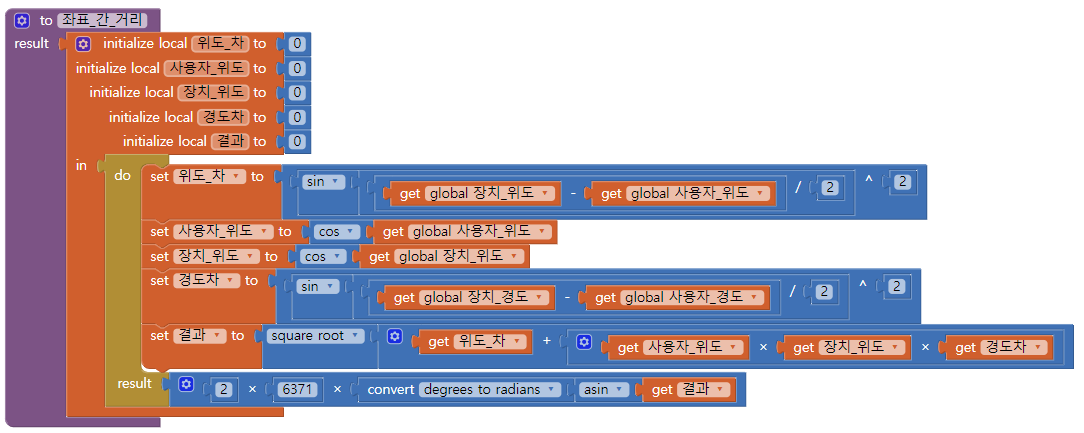 to 좌표_간_거리
result initialize local 위도_차 to 0
initialize local 사용자_위도 to 0
initialize local 장치_위도 to 0
initialize local 경도차 to 0
initialize local 결과 to 0
in do set 위도_차 to sin get global 장치_위도 - get global 사용자_위도 / 2 ^ 2
set 사용자_위도 to cos get global 사용자_위도
set 장치_위도 to cos get global 장치_위도
set 경도차 to sin get global 장치_경도 - get global 사용자_경도 / 2 ^ 2
set 결과 to square root get 위도_차 + get 사용자_위도 × get 장치_위도 × get 경도차
result 2 × 6371 × convert degrees to radians asin get 결과